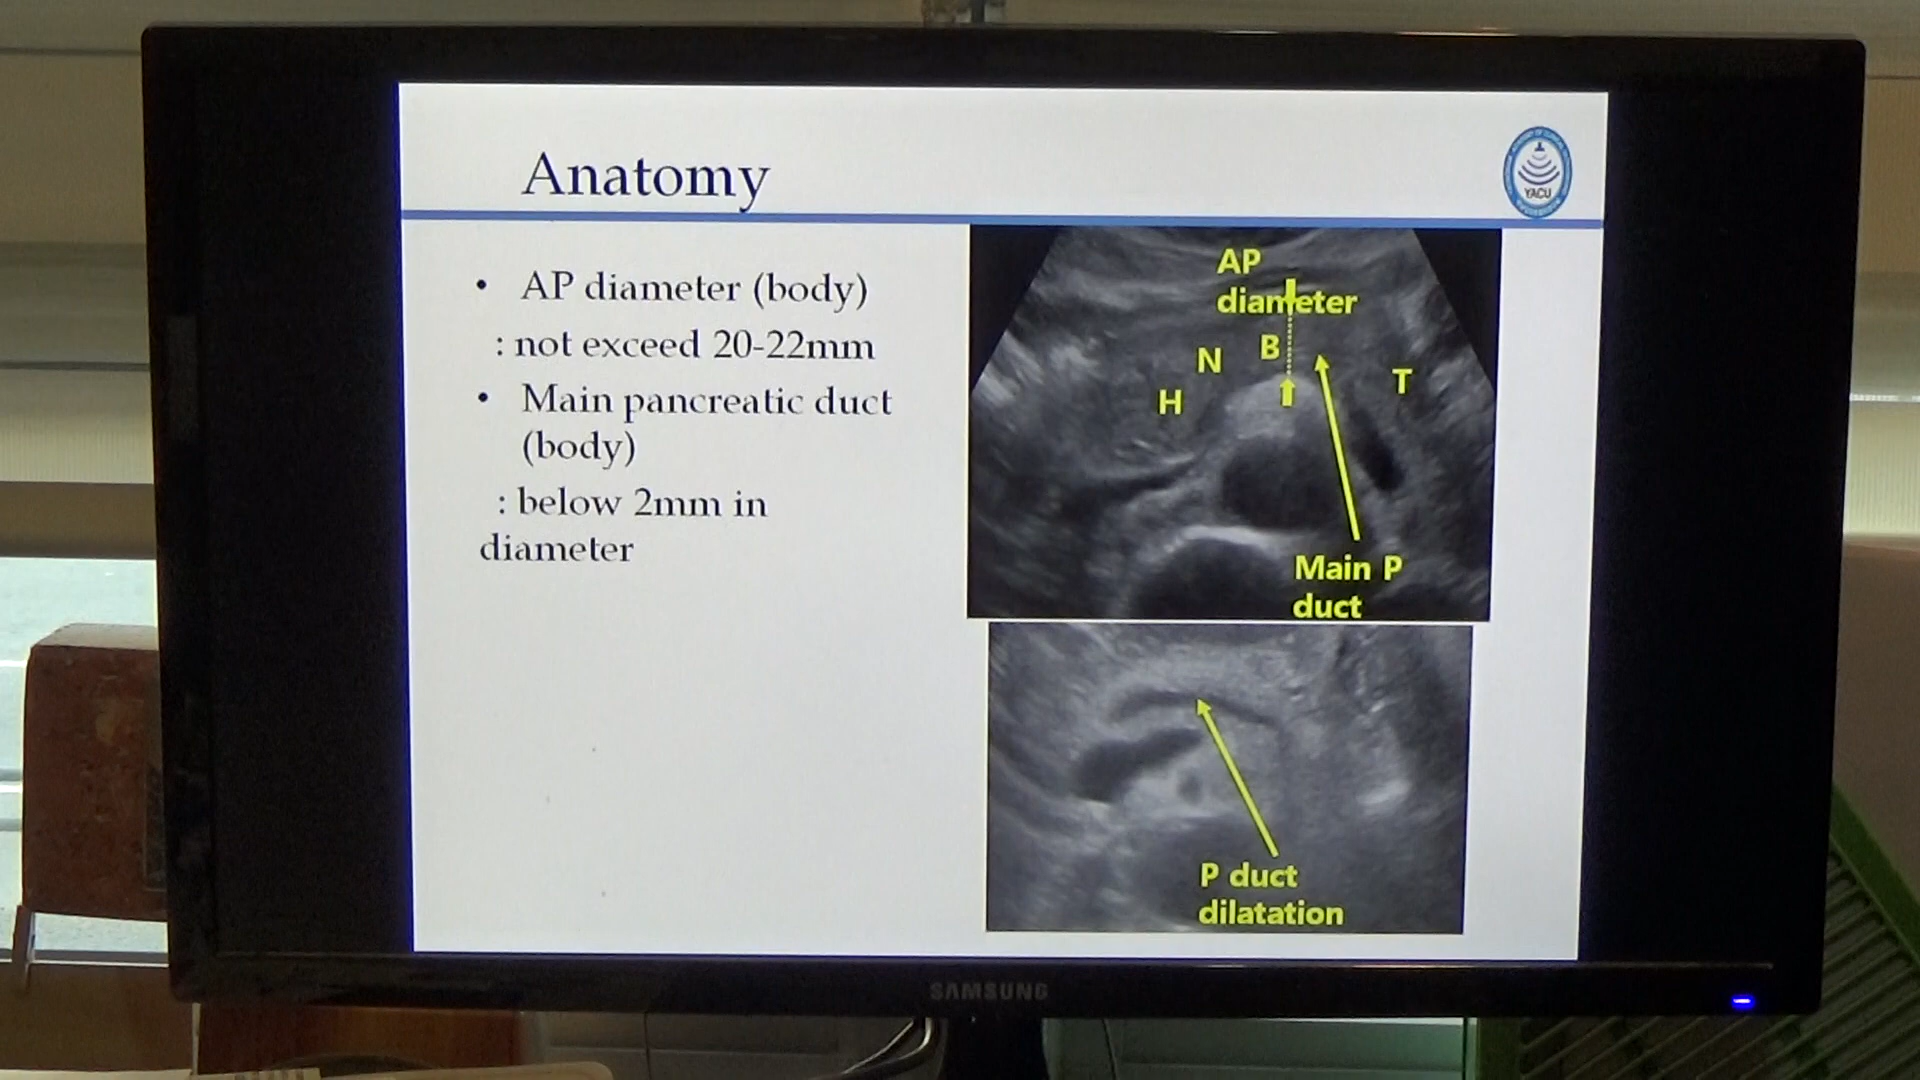 Anatomy
YACU
• AP diameter (body)
: not exceed 20-22mm
• Main pancreatic duct
(body)
: below 2mm in
diameter
AP
diameter
B
N
T
H
Main P
duct
P duct
dilatation
SAMSUNG